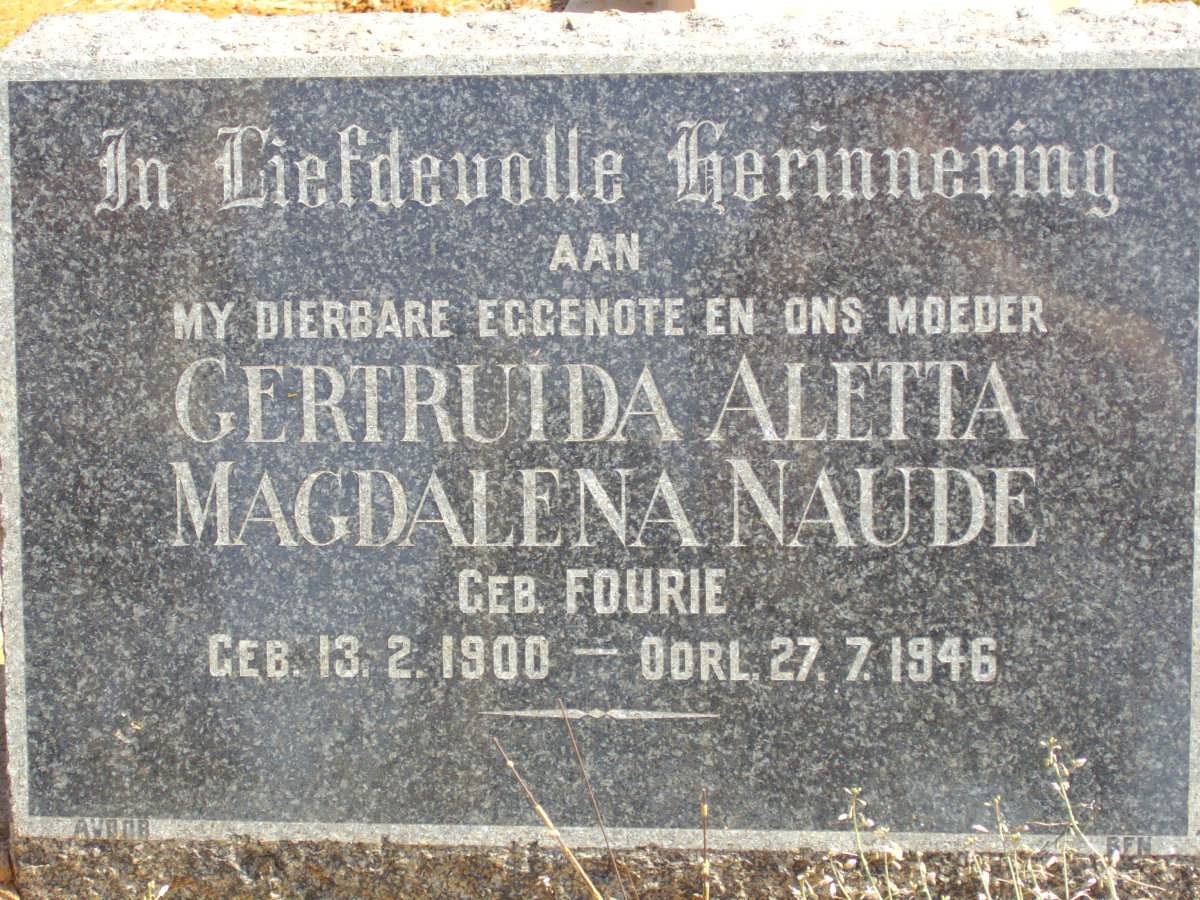 In Liefdevolle Herinnering
AAN
MY DIERBARE EGGENOTE EN ONS MOEDER
GERTRUIDA ALETTA
MAGDALENA NAUDE
GEB. FOURIE
GEB. 13. 2. 1900 — OORL. 27. 7. 1946